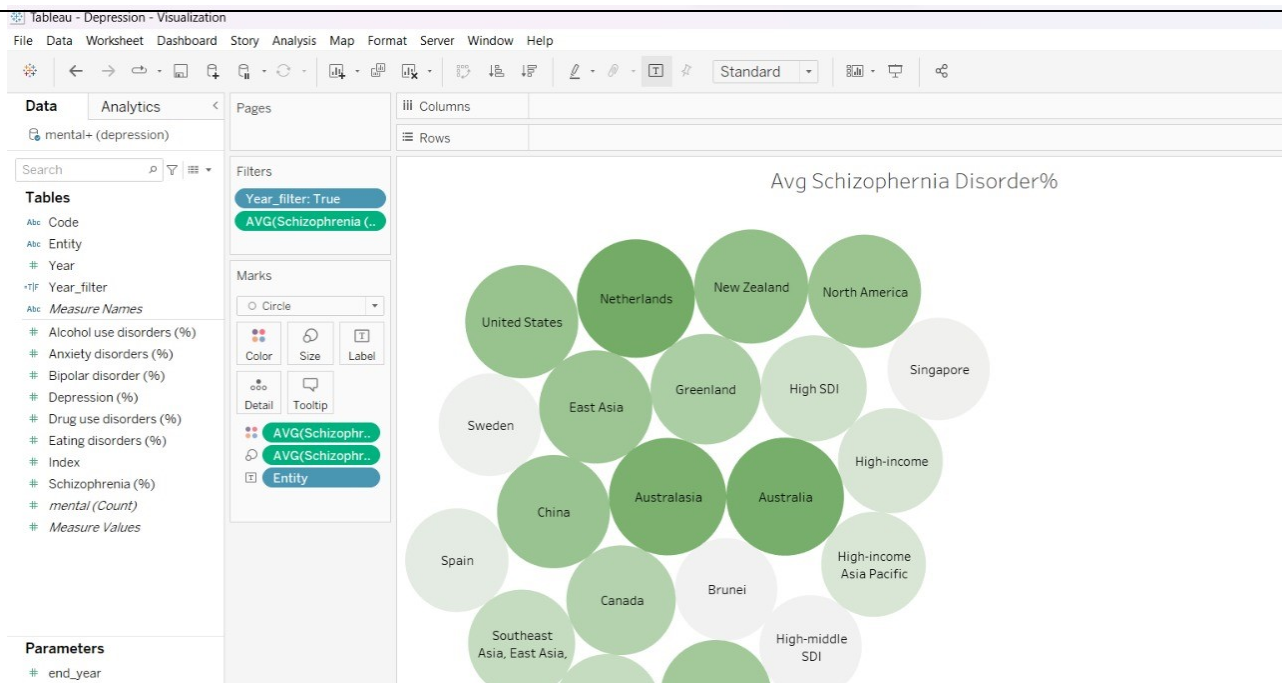 Tableau - Depression - Visualization
File Data Worksheet Dashboard Story Analysis Map Format Server Window Help
Standard
Data Analytics
Pages
iii Columns
Rows
mental+ (depression)
Search
Filters
Year_filter: True
AVG(Schizophrenia (..
Avg Schizophernia Disorder%
Tables
Abc Code
Abc Entity
# Year
=T|F Year_filter
Abc Measure Names
# Alcohol use disorders (%)
# Anxiety disorders (%)
# Bipolar disorder (%)
# Depression (%)
# Drug use disorders (%)
# Eating disorders (%)
# Index
# Schizophrenia (%)
# mental (Count)
# Measure Values
Parameters
# end_year
Marks
Circle
Color Size Label
Detail Tooltip
AVG(Schizophr..
AVG(Schizophr..
Entity
United States
Netherlands
New Zealand
North America
Singapore
Sweden
East Asia
Greenland
High SDI
High-income
China
Australasia
Australia
Spain
High-income
Asia Pacific
Canada
Brunei
Southeast
Asia, East Asia,
High-middle
SDI